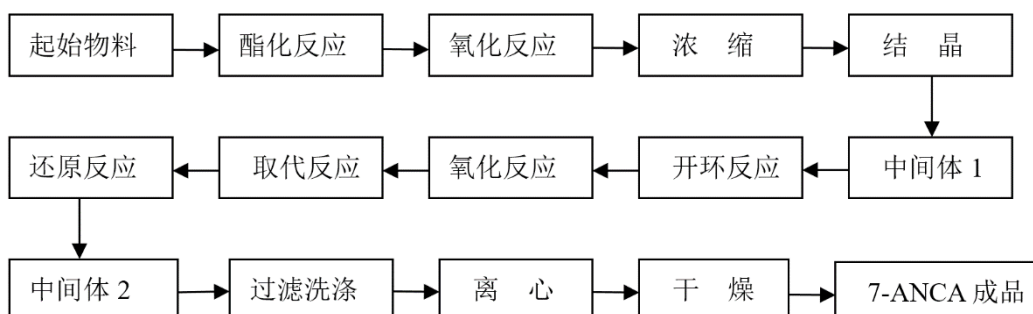 起始物料 酯化反应 氧化反应 浓 缩 结 晶
还原反应 取代反应 氧化反应 开环反应 中间体 1
中间体 2 过滤洗涤 离 心 干 燥 7-ANCA 成品